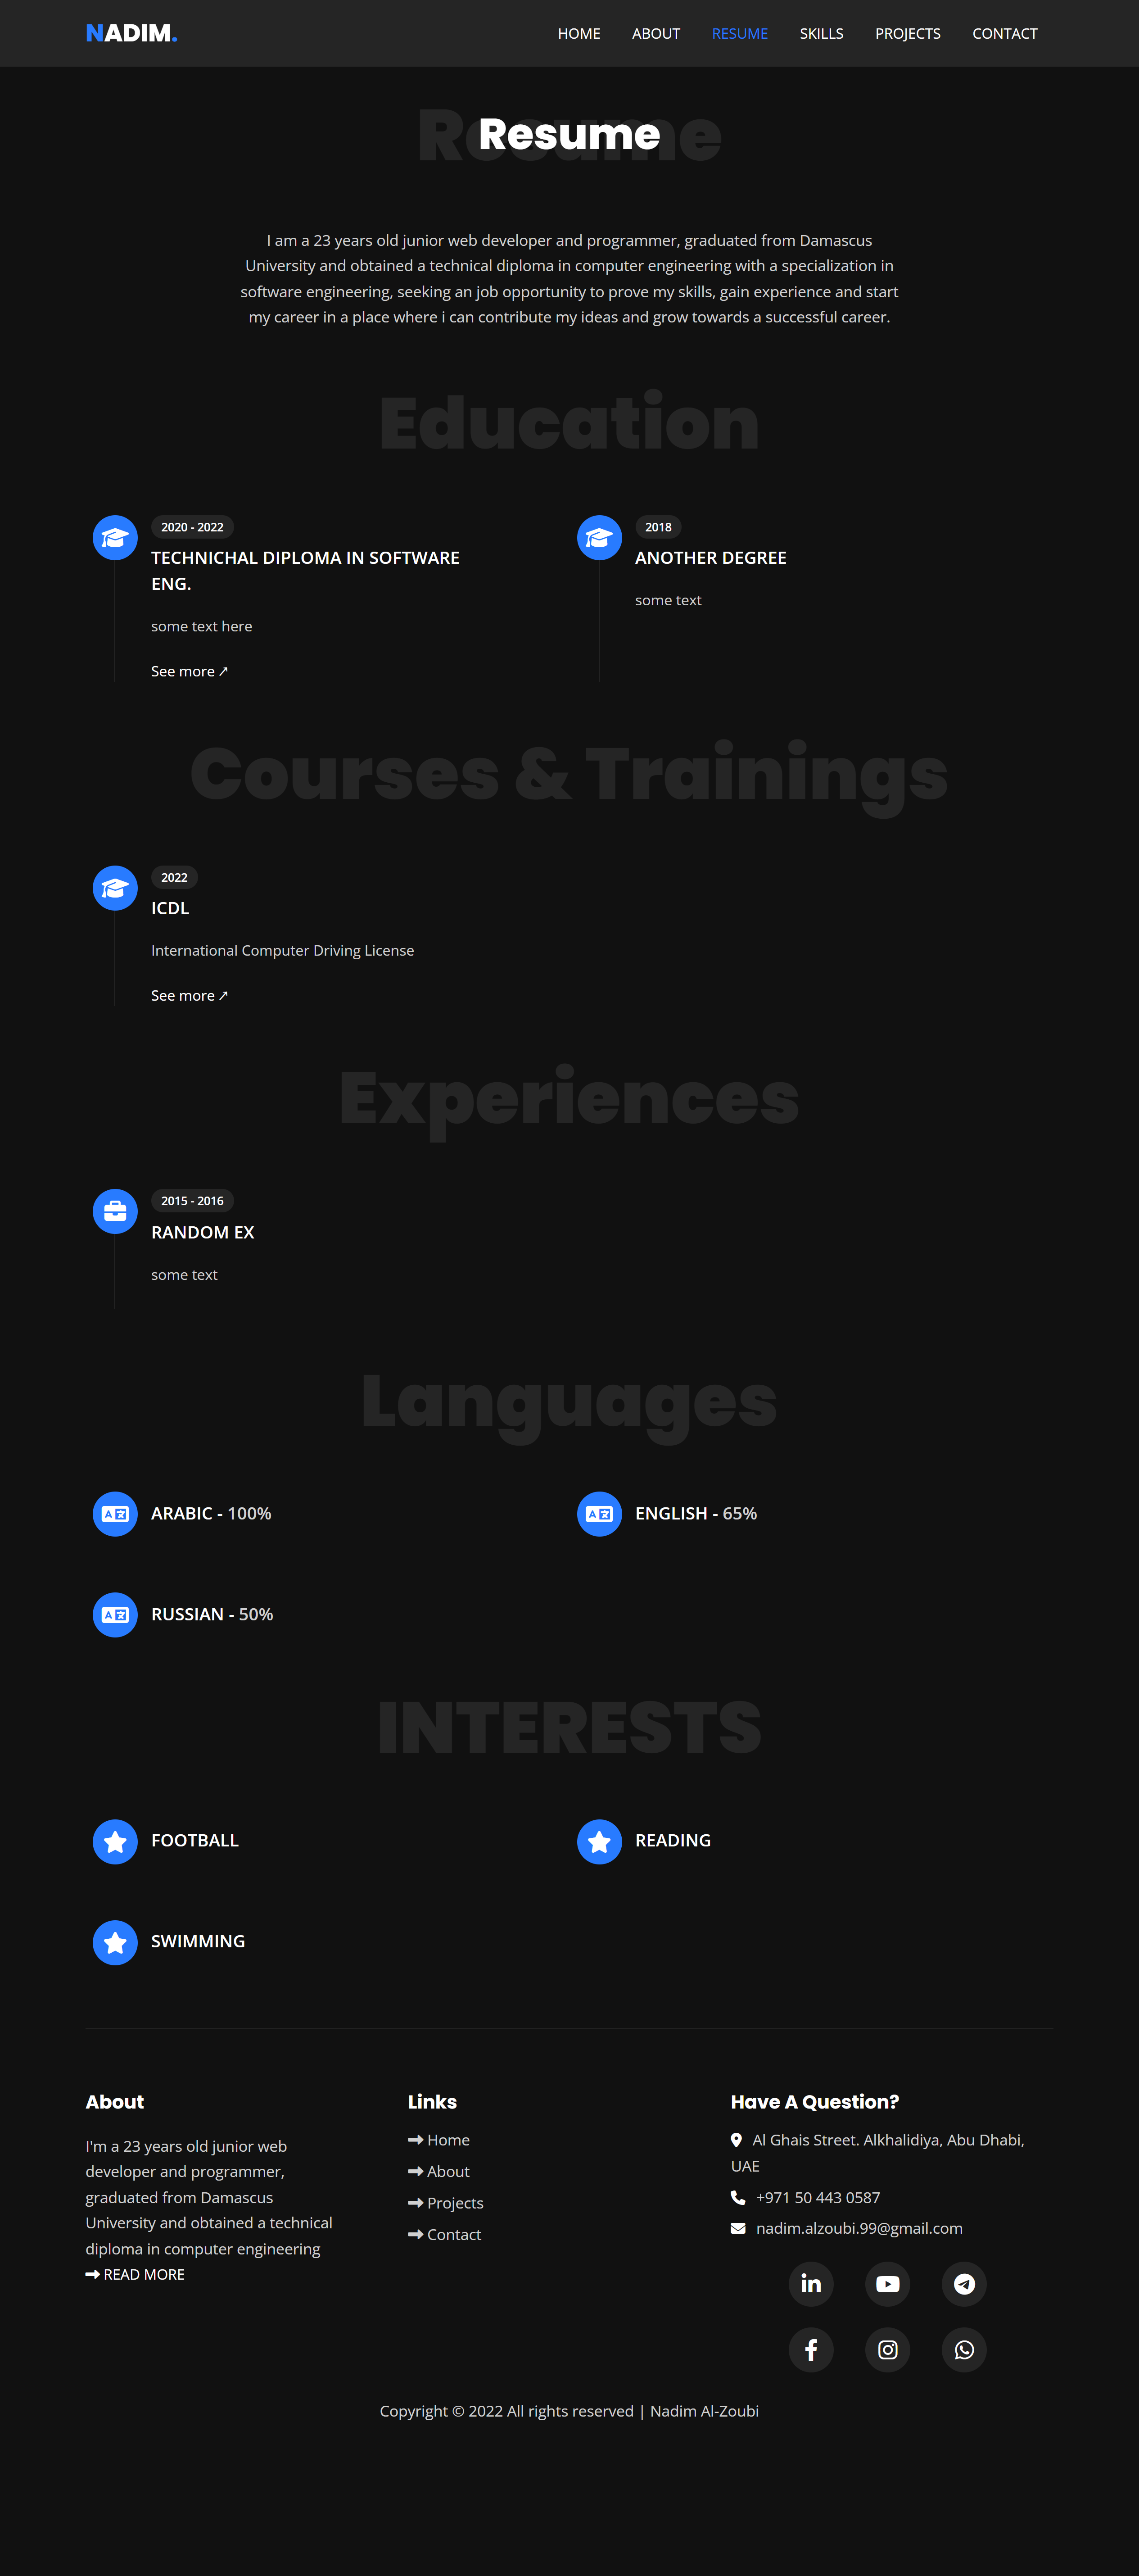 NADIM.
HOME ABOUT RESUME SKILLS PROJECTS CONTACT
Resume
Resume
I am a 23 years old junior web developer and programmer, graduated from Damascus
University and obtained a technical diploma in computer engineering with a specialization in
software engineering, seeking an job opportunity to prove my skills, gain experience and start
my career in a place where i can contribute my ideas and grow towards a successful career.
Education
2020 - 2022
TECHNICHAL DIPLOMA IN SOFTWARE
ENG.
some text here
See more ↗
2018
ANOTHER DEGREE
some text
Courses & Trainings
2022
ICDL
International Computer Driving License
See more ↗
Experiences
2015 - 2016
RANDOM EX
some text
Languages
ARABIC - 100%
ENGLISH - 65%
RUSSIAN - 50%
INTERESTS
FOOTBALL
READING
SWIMMING
About
I'm a 23 years old junior web
developer and programmer,
graduated from Damascus
University and obtained a technical
diploma in computer engineering
READ MORE
Links
Home
About
Projects
Contact
Have A Question?
Al Ghais Street. Alkhalidiya, Abu Dhabi,
UAE
+971 50 443 0587
nadim.alzoubi.99@gmail.com
Copyright © 2022 All rights reserved | Nadim Al-Zoubi